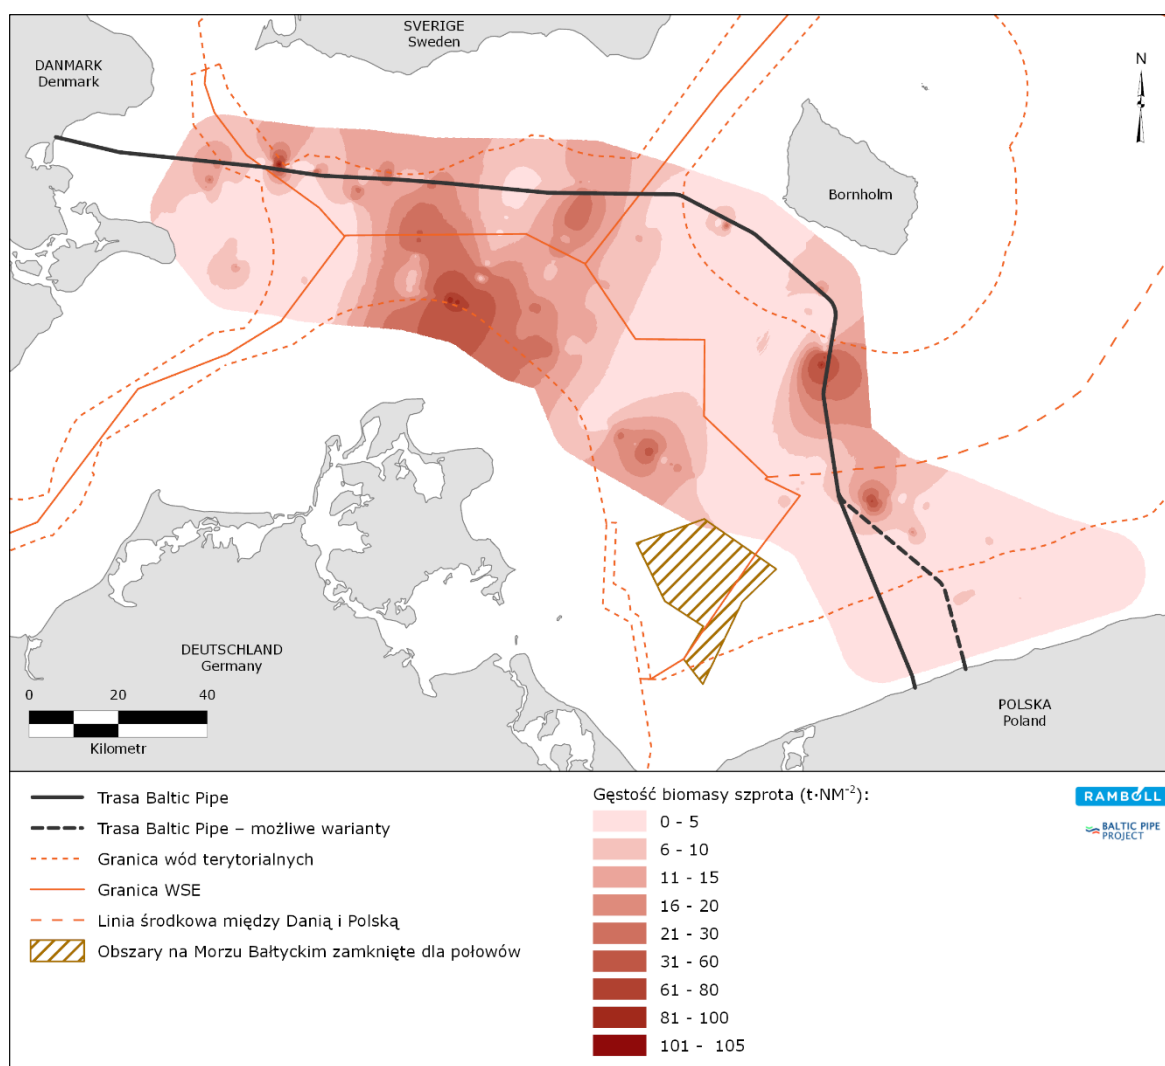 SVERIGE
Sweden
DANMARK
Denmark
N
Bornholm
DEUTSCHLAND
Germany
0 20 40
Kilometr
POLSKA
Poland
Trasa Baltic Pipe
Trasa Baltic Pipe – możliwe warianty
Granica wód terytorialnych
Granica WSE
Linia środkowa między Danią i Polską
Obszary na Morzu Bałtyckim zamknięte dla połowów
Gęstość biomasy szprota (t·NM⁻²):
0 - 5
6 - 10
11 - 15
16 - 20
21 - 30
31 - 60
61 - 80
81 - 100
101 - 105
RAMBOLL
BALTIC PIPE
PROJECT